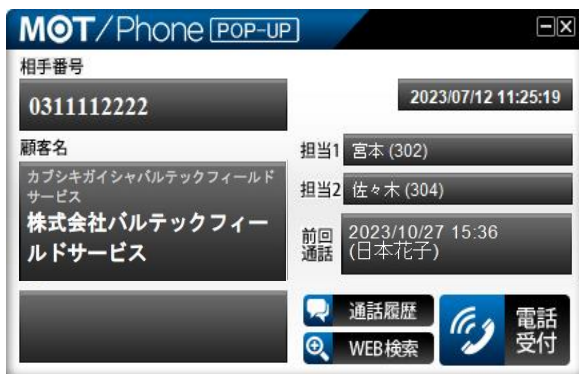 MOT/Phone POP-UP
相手番号
0311112222
2023/07/12 11:25:19
顧客名
カブシキガイシャバルテックフィールド
サービス
株式会社バルテックフィー
ルドサービス
担当1 宮本 (302)
担当2 佐々木 (304)
前回
通話
2023/10/27 15:36
(日本花子)
通話履歴
WEB検索
電話
受付